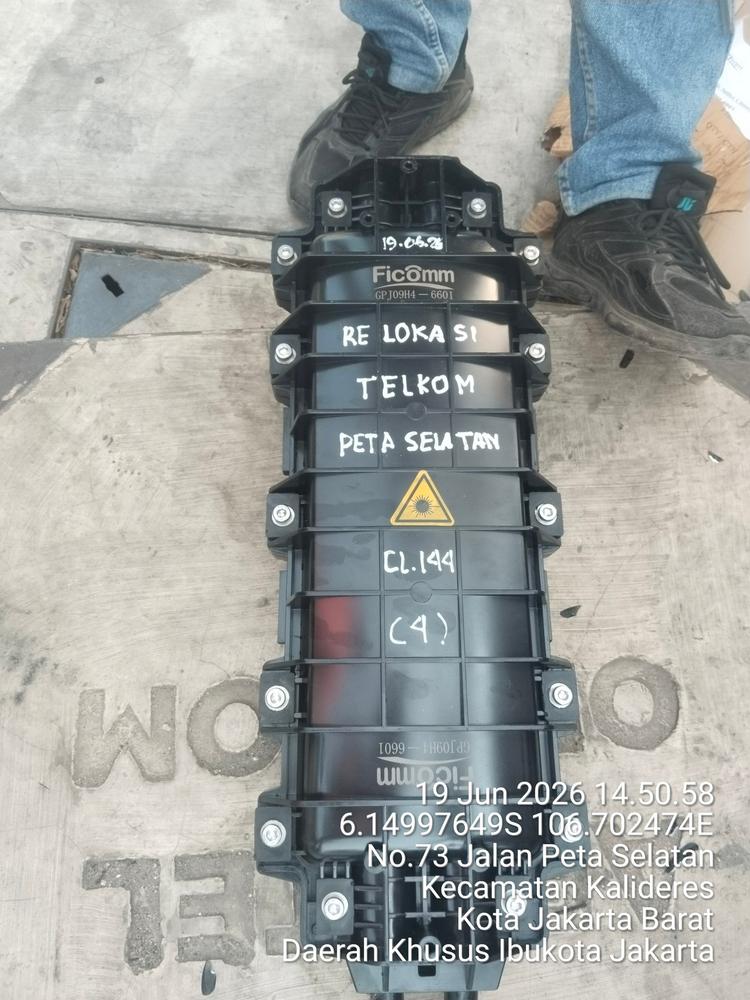 19.06.26
Ficomm
GPJ09H4-6601
RE LOKASI
TELKOM
PETA SELATAN
CL.144
(4)
GPJ09H4-6601
Ficomm
OM
O
TEL
19 Jun 2026 14.50.58
6.14997649S 106.702474E
No.73 Jalan Peta Selatan
Kecamatan Kalideres
Kota Jakarta Barat
Daerah Khusus Ibukota Jakarta